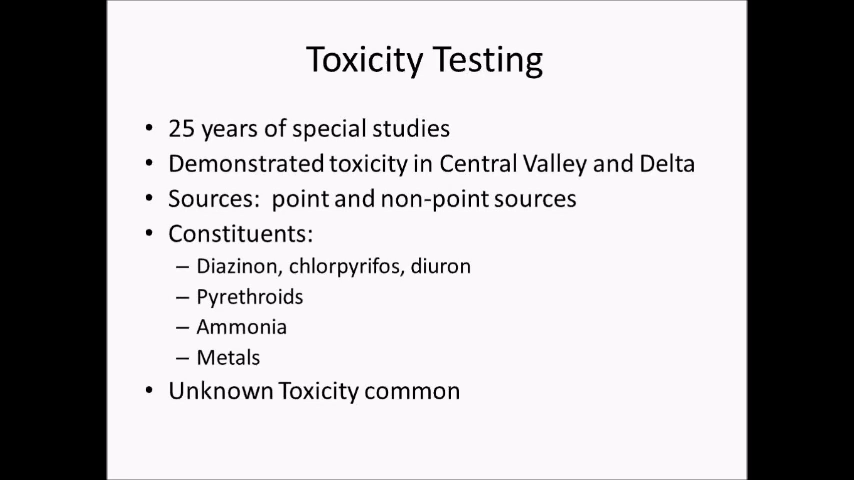 Toxicity Testing
• 25 years of special studies
• Demonstrated toxicity in Central Valley and Delta
• Sources:  point and non-point sources
• Constituents:
– Diazinon, chlorpyrifos, diuron
– Pyrethroids
– Ammonia
– Metals
• Unknown Toxicity common